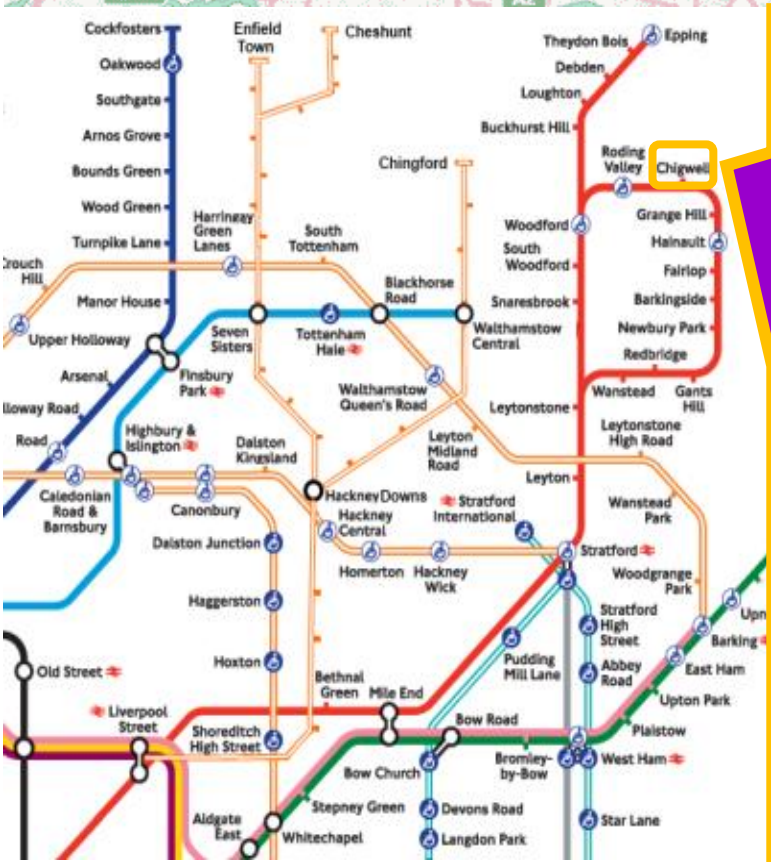 A2
Cockfosters
Oakwood
Southgate
Arnos Grove
Bounds Green
Wood Green
Turnpike Lane
Manor House
Enfield
Town
Cheshunt
Chingford
Theydon Bois
Epping
Debden
Loughton
Buckhurst Hill
Roding
Valley
Chigwell
Grange Hill
Hainault
Fairlop
Barkingside
Newbury Park
Redbridge
Wanstead
Gants
Hill
Woodford
South
Woodford
Snaresbrook
Leytonstone
Leyton
Harringay
Green
Lanes
South
Tottenham
Blackhorse
Road
Crouch
Hill
Upper Holloway
Seven
Sisters
Tottenham
Hale
Walthamstow
Central
Finsbury
Park
Arsenal
lloway Road
Road
Walthamstow
Queen's Road
Leyton
Midland
Road
Leytonstone
High Road
Highbury &
Islington
Dalston
Kingsland
Caledonian
Road &
Barnsbury
Canonbury
Hackney Downs
Hackney
Central
Stratford
International
Wanstead
Park
Dalston Junction
Homerton
Hackney
Wick
Stratford
Woodgrange
Park
Haggerston
Stratford
High
Street
Upn
Barking
East Ham
Hoxton
Pudding
Mill Lane
Abbey
Road
Upton Park
Old Street
Bethnal
Green
Mile End
Plaistow
Liverpool
Street
Shoreditch
High Street
Bow Road
Bow Church
Bromley-
by-Bow
West Ham
Stepney Green
Devons Road
Star Lane
Aldgate
East
Whitechapel
Langdon Park